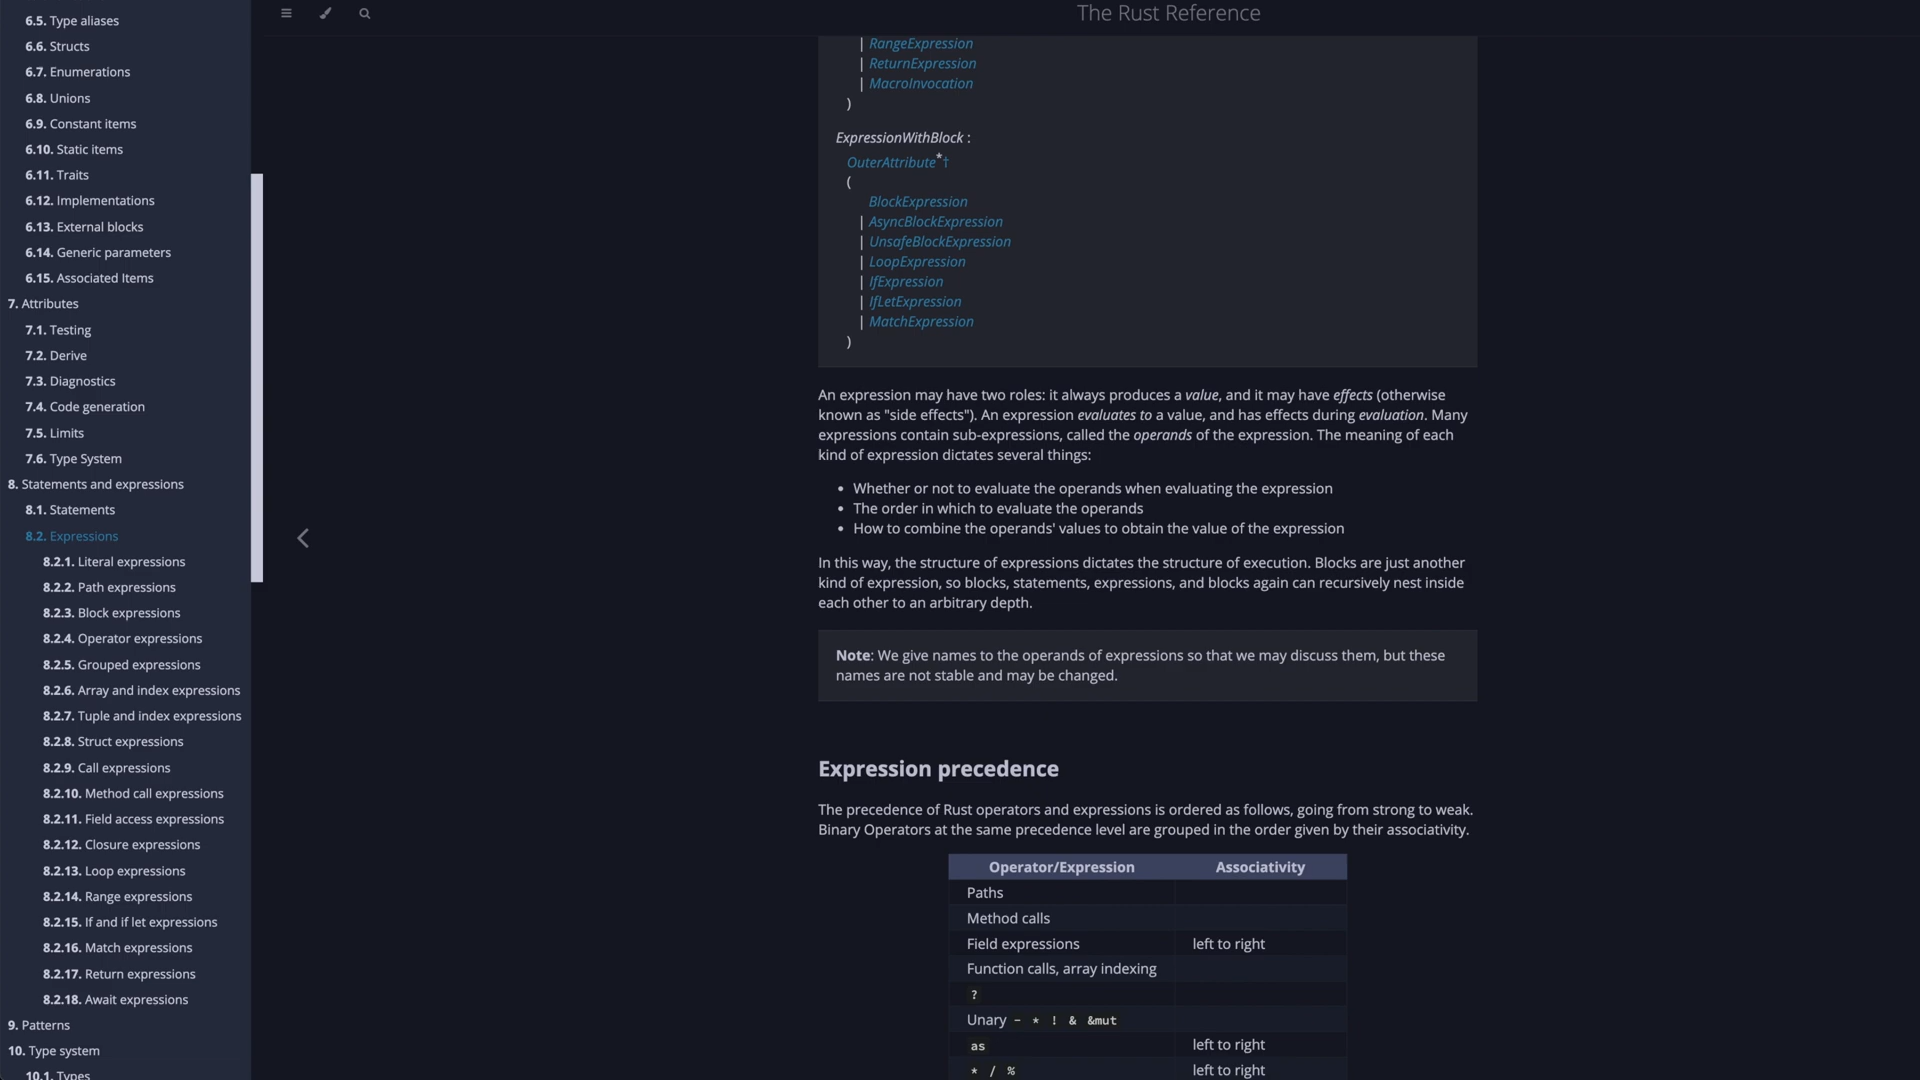 6.5. Type aliases
6.6. Structs
6.7. Enumerations
6.8. Unions
6.9. Constant items
6.10. Static items
6.11. Traits
6.12. Implementations
6.13. External blocks
6.14. Generic parameters
6.15. Associated Items
7. Attributes
7.1. Testing
7.2. Derive
7.3. Diagnostics
7.4. Code generation
7.5. Limits
7.6. Type System
8. Statements and expressions
8.1. Statements
8.2. Expressions
8.2.1. Literal expressions
8.2.2. Path expressions
8.2.3. Block expressions
8.2.4. Operator expressions
8.2.5. Grouped expressions
8.2.6. Array and index expressions
8.2.7. Tuple and index expressions
8.2.8. Struct expressions
8.2.9. Call expressions
8.2.10. Method call expressions
8.2.11. Field access expressions
8.2.12. Closure expressions
8.2.13. Loop expressions
8.2.14. Range expressions
8.2.15. If and if let expressions
8.2.16. Match expressions
8.2.17. Return expressions
8.2.18. Await expressions
9. Patterns
10. Type system
10.1. Types
The Rust Reference
| RangeExpression
| ReturnExpression
| MacroInvocation
)
ExpressionWithBlock :
OuterAttribute*†
(
BlockExpression
| AsyncBlockExpression
| UnsafeBlockExpression
| LoopExpression
| IfExpression
| IfLetExpression
| MatchExpression
)
An expression may have two roles: it always produces a value, and it may have effects (otherwise
known as "side effects"). An expression evaluates to a value, and has effects during evaluation. Many
expressions contain sub-expressions, called the operands of the expression. The meaning of each
kind of expression dictates several things:
• Whether or not to evaluate the operands when evaluating the expression
• The order in which to evaluate the operands
• How to combine the operands' values to obtain the value of the expression
In this way, the structure of expressions dictates the structure of execution. Blocks are just another
kind of expression, so blocks, statements, expressions, and blocks again can recursively nest inside
each other to an arbitrary depth.
Note: We give names to the operands of expressions so that we may discuss them, but these
names are not stable and may be changed.
Expression precedence
The precedence of Rust operators and expressions is ordered as follows, going from strong to weak.
Binary Operators at the same precedence level are grouped in the order given by their associativity.
Operator/Expression Associativity
Paths
Method calls
Field expressions left to right
Function calls, array indexing
?
Unary - * ! & &mut
as left to right
* / % left to right